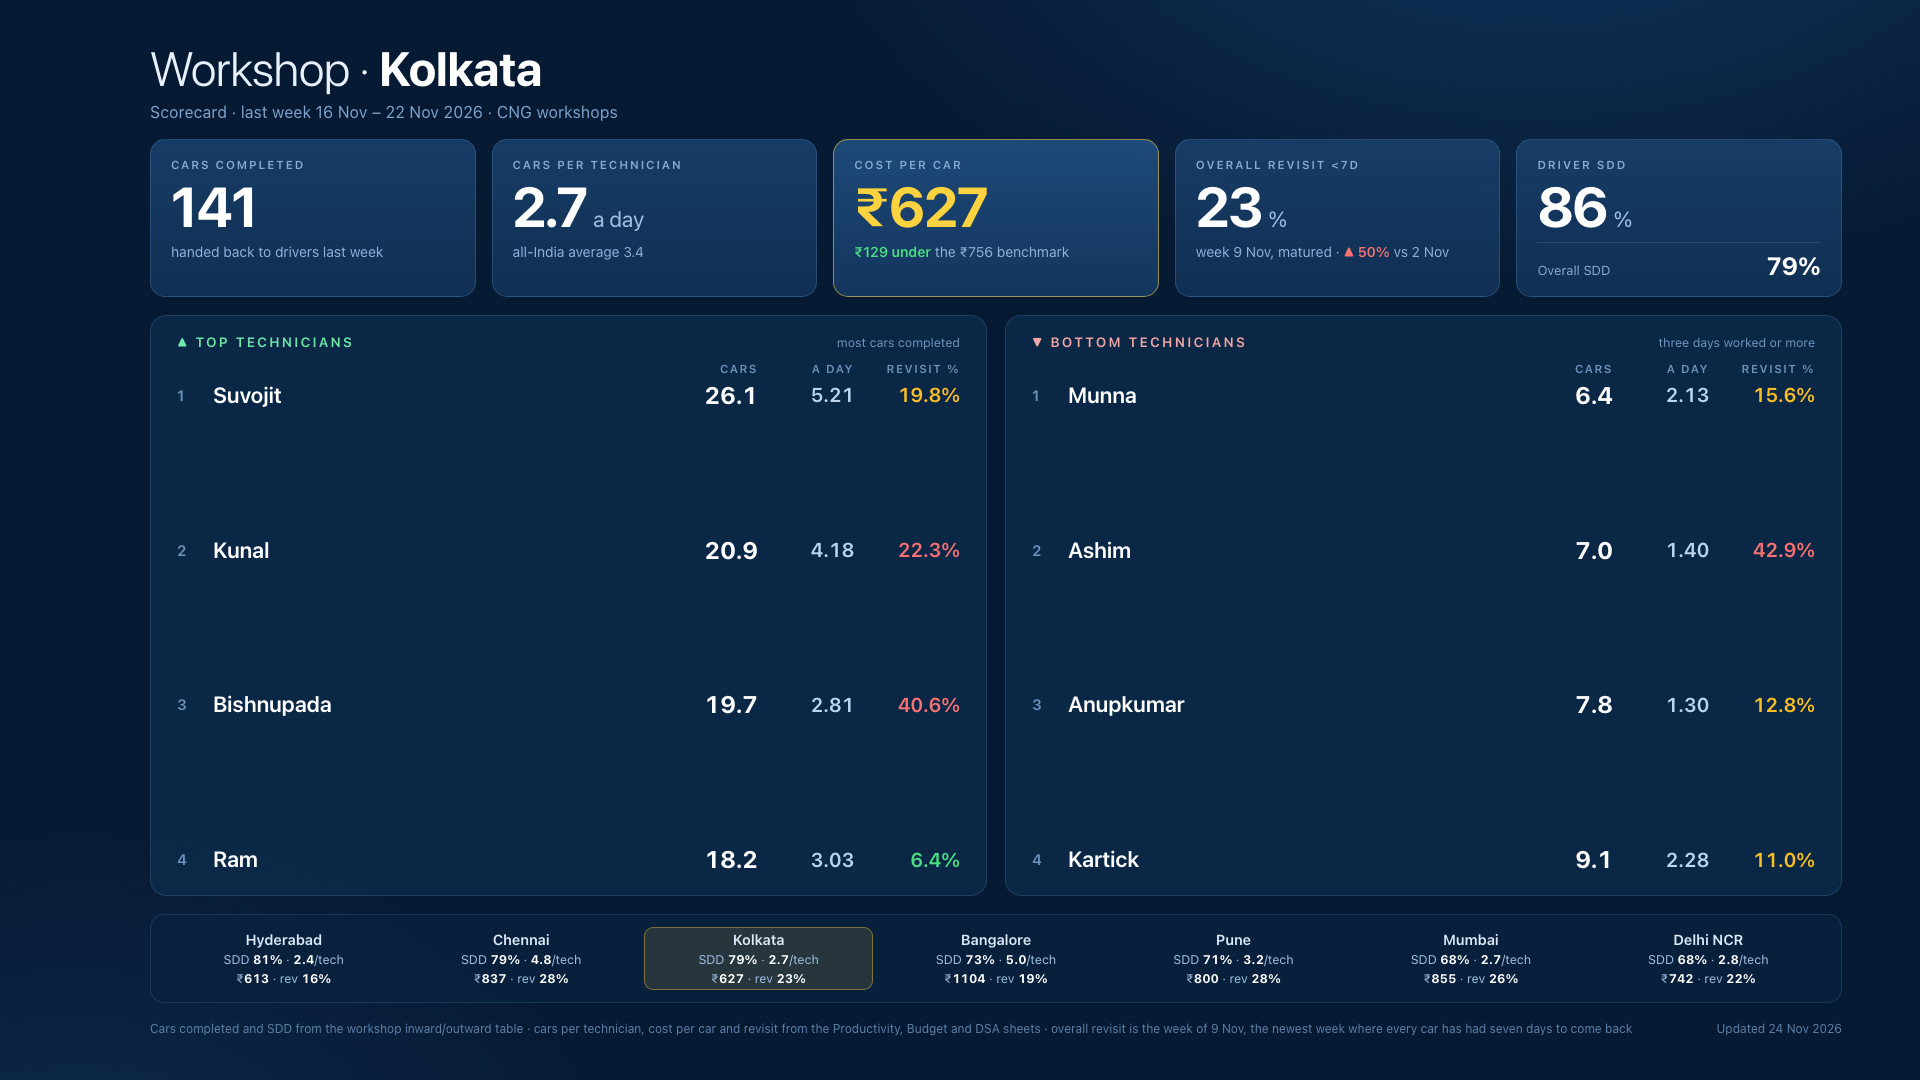 Workshop · Kolkata
Scorecard · last week 16 Nov – 22 Nov 2026 · CNG workshops
CARS COMPLETED
141
handed back to drivers last week
CARS PER TECHNICIAN
2.7 a day
all-India average 3.4
COST PER CAR
₹627
₹129 under the ₹756 benchmark
OVERALL REVISIT <7D
23 %
week 9 Nov, matured · ▲ 50% vs 2 Nov
DRIVER SDD
86 %
Overall SDD 79%
▲ TOP TECHNICIANS most cars completed
CARS A DAY REVISIT %
1 Suvojit 26.1 5.21 19.8%
2 Kunal 20.9 4.18 22.3%
3 Bishnupada 19.7 2.81 40.6%
4 Ram 18.2 3.03 6.4%
▼ BOTTOM TECHNICIANS three days worked or more
CARS A DAY REVISIT %
1 Munna 6.4 2.13 15.6%
2 Ashim 7.0 1.40 42.9%
3 Anupkumar 7.8 1.30 12.8%
4 Kartick 9.1 2.28 11.0%
Hyderabad
SDD 81% · 2.4/tech
₹613 · rev 16%
Chennai
SDD 79% · 4.8/tech
₹837 · rev 28%
Kolkata
SDD 79% · 2.7/tech
₹627 · rev 23%
Bangalore
SDD 73% · 5.0/tech
₹1104 · rev 19%
Pune
SDD 71% · 3.2/tech
₹800 · rev 28%
Mumbai
SDD 68% · 2.7/tech
₹855 · rev 26%
Delhi NCR
SDD 68% · 2.8/tech
₹742 · rev 22%
Cars completed and SDD from the workshop inward/outward table · cars per technician, cost per car and revisit from the Productivity, Budget and DSA sheets · overall revisit is the week of 9 Nov, the newest week where every car has had seven days to come back
Updated 24 Nov 2026